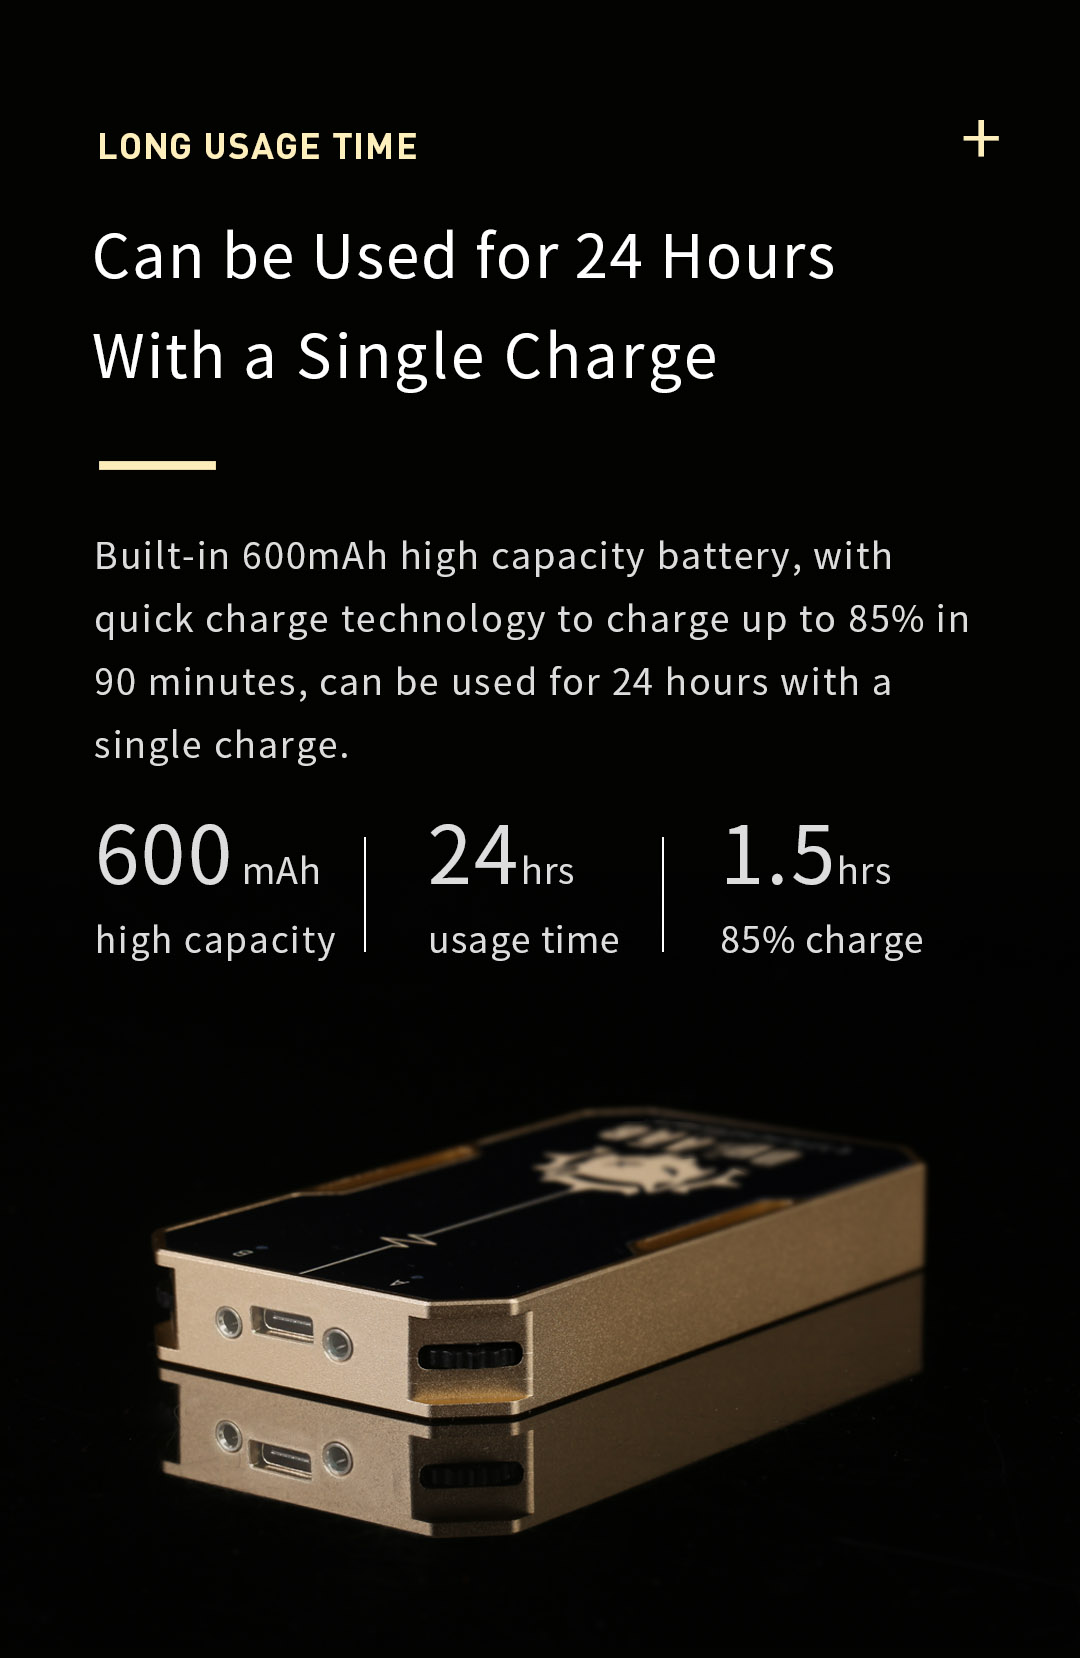 LONG USAGE TIME
+
Can be Used for 24 Hours
With a Single Charge
Built-in 600mAh high capacity battery, with
quick charge technology to charge up to 85% in
90 minutes, can be used for 24 hours with a
single charge.
600 mAh
high capacity
24hrs
usage time
1.5hrs
85% charge
B
A